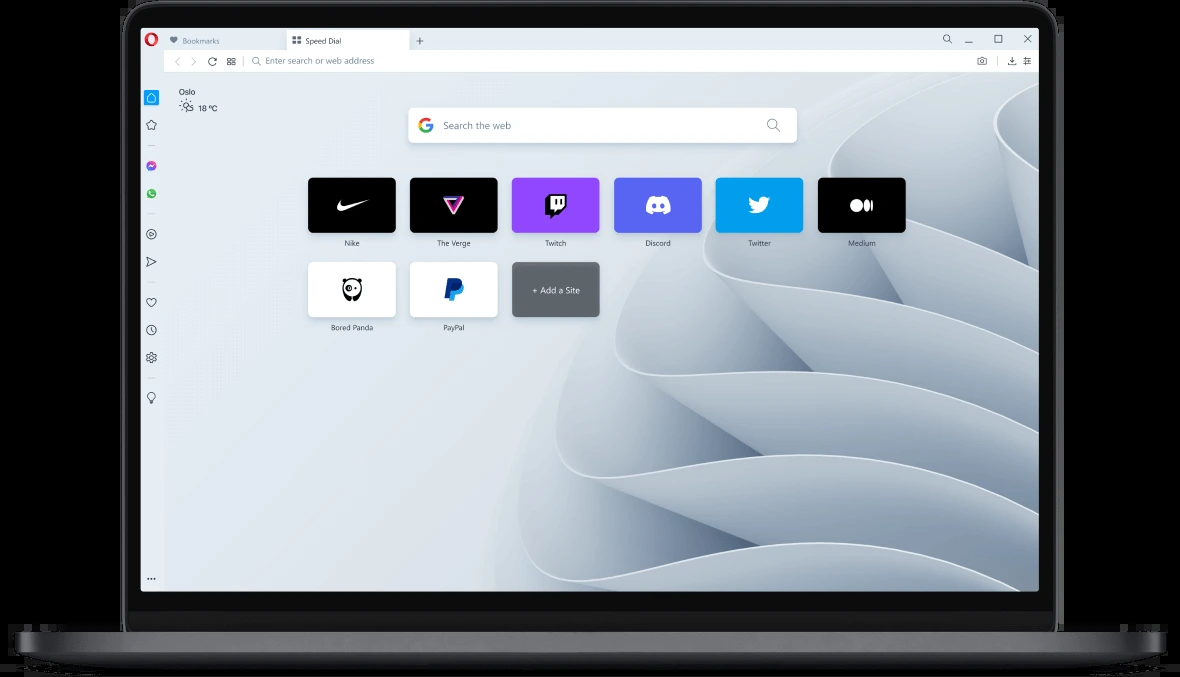 Bookmarks
Speed Dial
Enter search or web address
Oslo
18 ºC
Search the web
Nike
The Verge
Twitch
Discord
Twitter
Medium
+ Add a Site
Bored Panda
PayPal